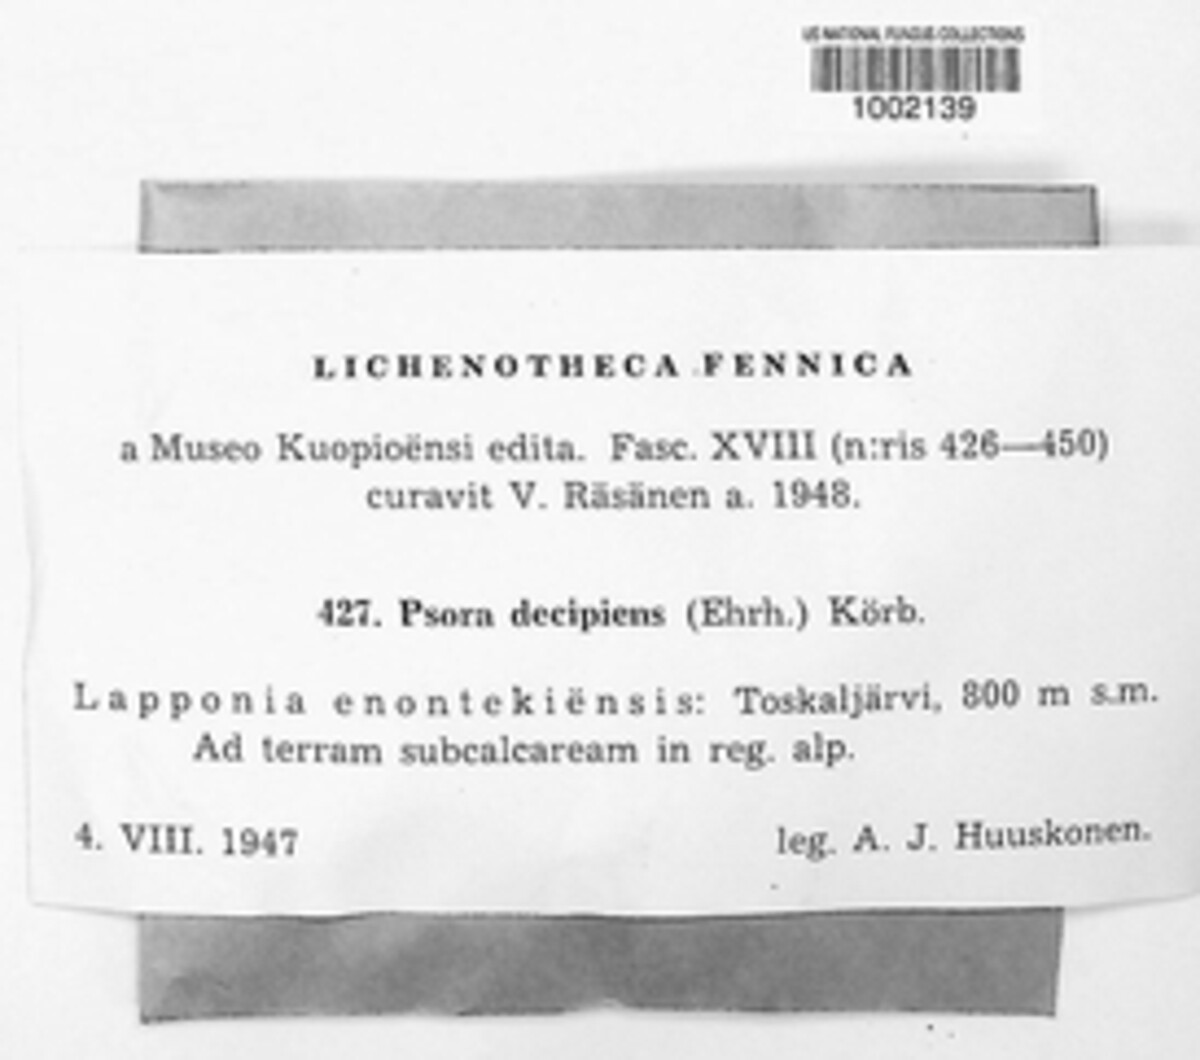 US NATIONAL FUNGUS COLLECTIONS
1002139
LICHENOTHECA FENNICA
a Museo Kuopioënsi edita. Fasc. XVIII (n:ris 426—450)
curavit V. Räsänen a. 1948.
427. Psora decipiens (Ehrh.) Körb.
Lapponia enontekiënsis: Toskaljärvi, 800 m s.m.
Ad terram subcalcaream in reg. alp.
4. VIII. 1947 leg. A. J. Huuskonen.